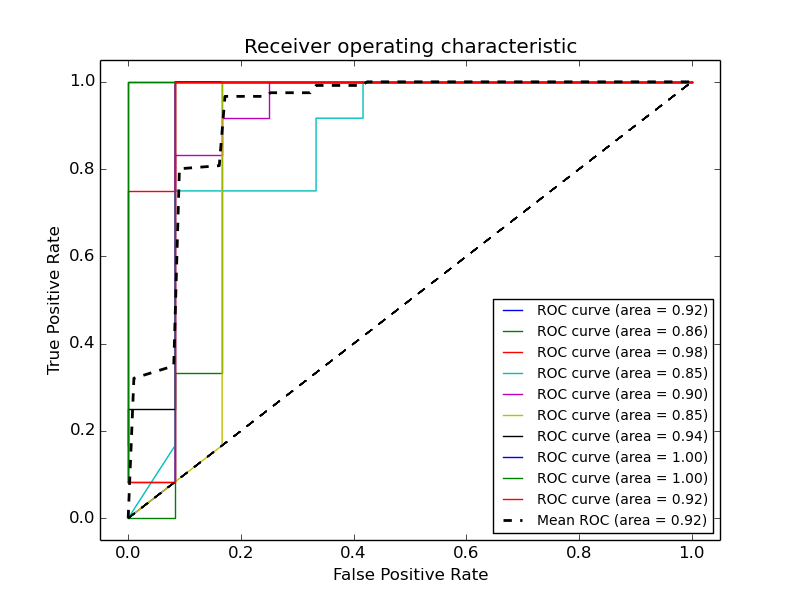 Receiver operating characteristic
True Positive Rate
1.0
0.8
0.6
0.4
0.2
0.0
0.0 0.2 0.4 0.6 0.8 1.0
False Positive Rate
ROC curve (area = 0.92)
ROC curve (area = 0.86)
ROC curve (area = 0.98)
ROC curve (area = 0.85)
ROC curve (area = 0.90)
ROC curve (area = 0.85)
ROC curve (area = 0.94)
ROC curve (area = 1.00)
ROC curve (area = 1.00)
ROC curve (area = 0.92)
Mean ROC (area = 0.92)